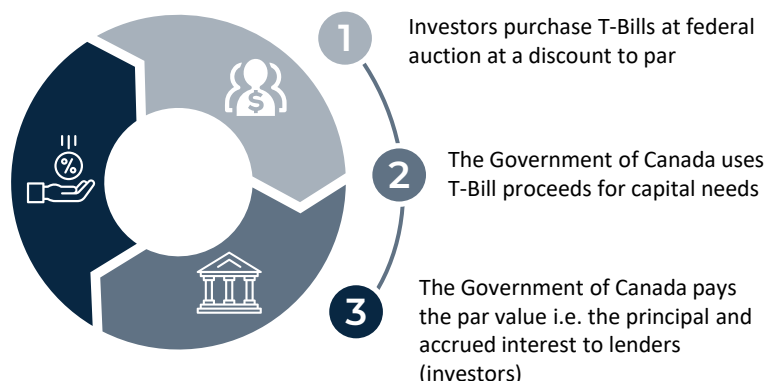 1
Investors purchase T-Bills at federal
auction at a discount to par
$
%
2
The Government of Canada uses
T-Bill proceeds for capital needs
3
The Government of Canada pays
the par value i.e. the principal and
accrued interest to lenders
(investors)